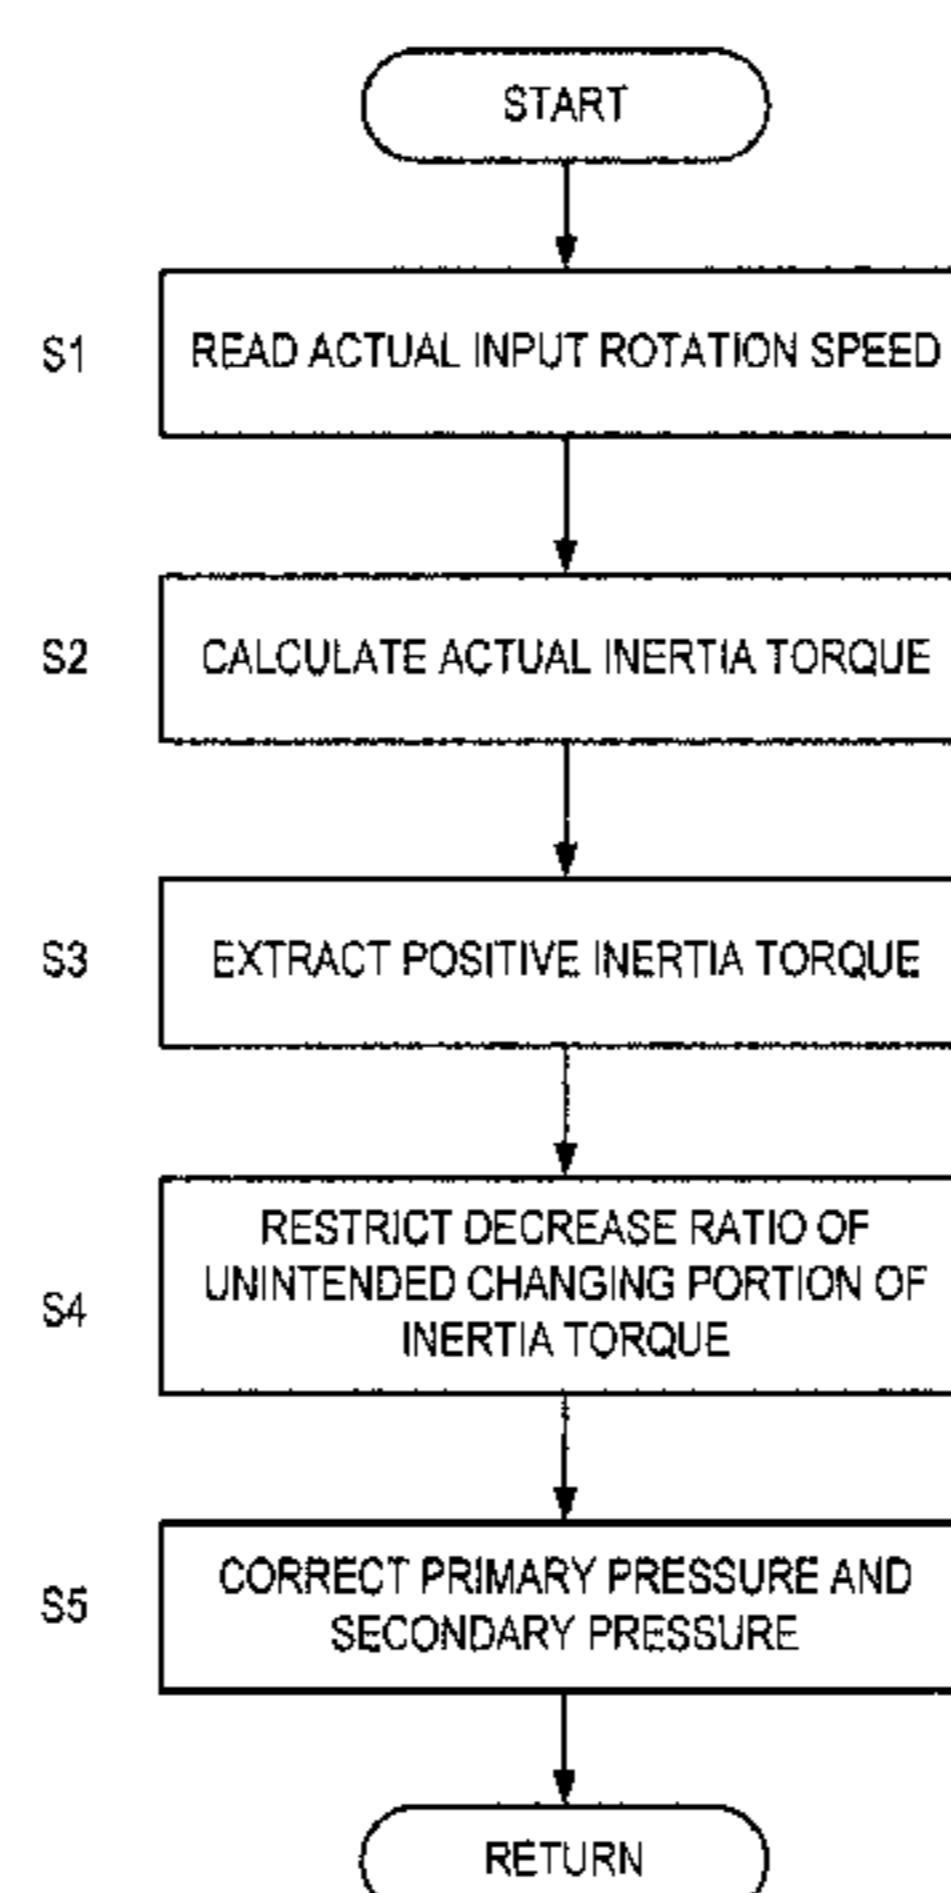 START
S1
READ ACTUAL INPUT ROTATION SPEED
S2
CALCULATE ACTUAL INERTIA TORQUE
S3
EXTRACT POSITIVE INERTIA TORQUE
S4
RESTRICT DECREASE RATIO OF
UNINTENDED CHANGING PORTION OF
INERTIA TORQUE
S5
CORRECT PRIMARY PRESSURE AND
SECONDARY PRESSURE
RETURN